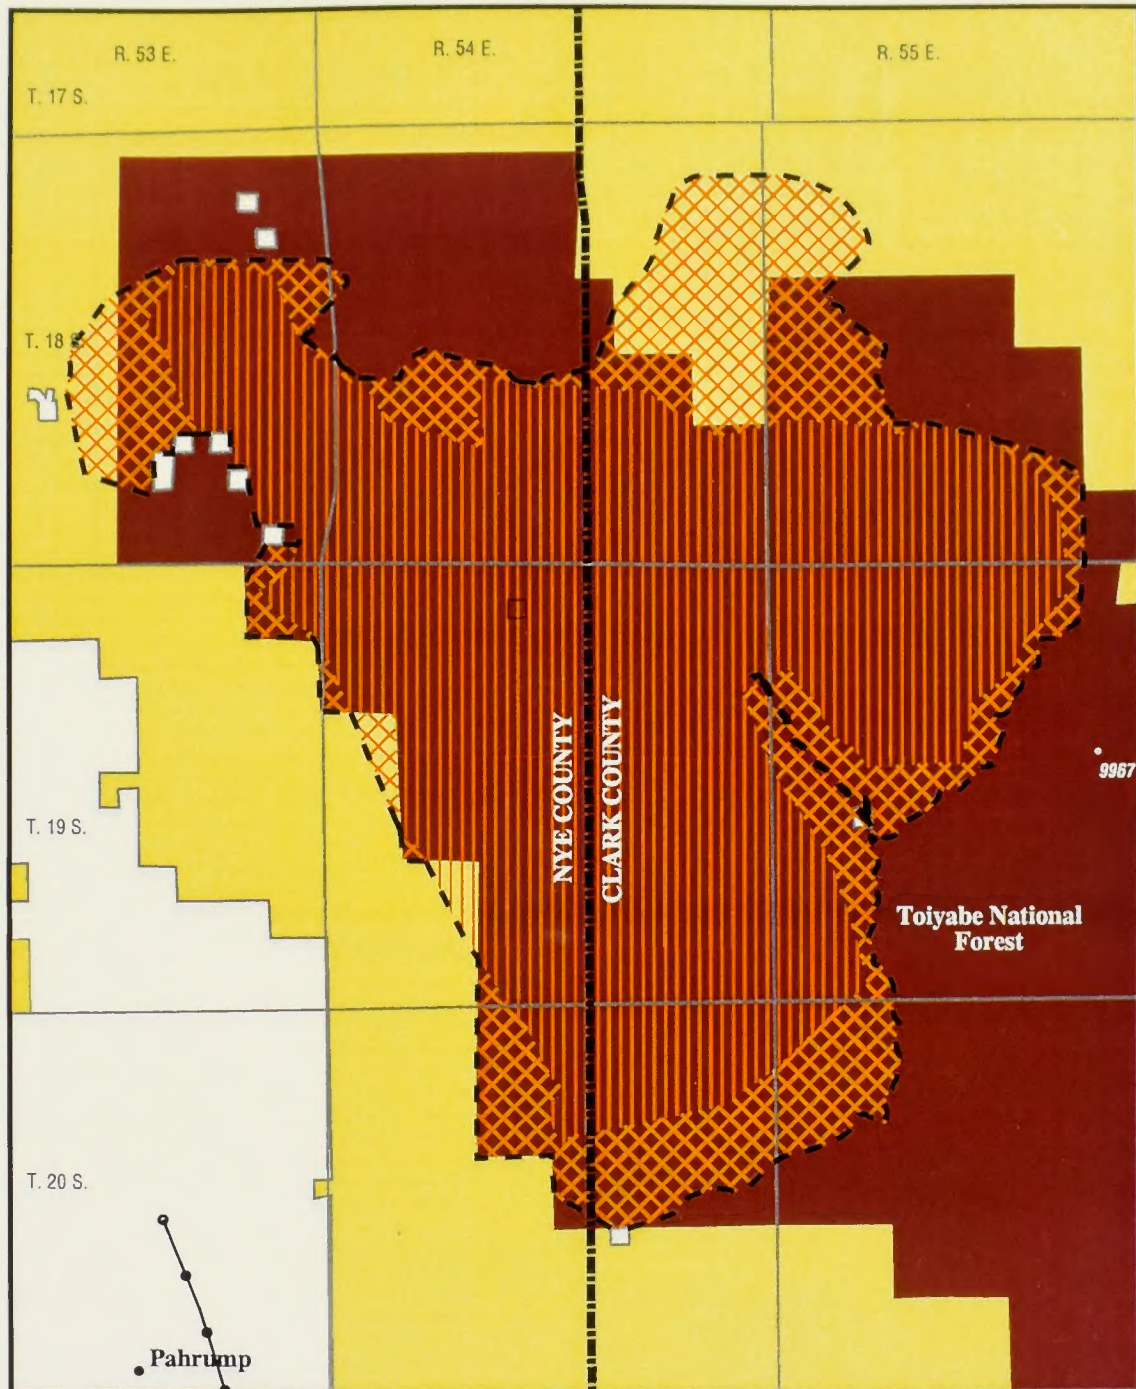 R. 53 E.
R. 54 E.
R. 55 E.
T. 17 S.
T. 18 S.
NYE COUNTY
CLARK COUNTY
9967
T. 19 S.
Toiyabe National
Forest
T. 20 S.
Pahrump